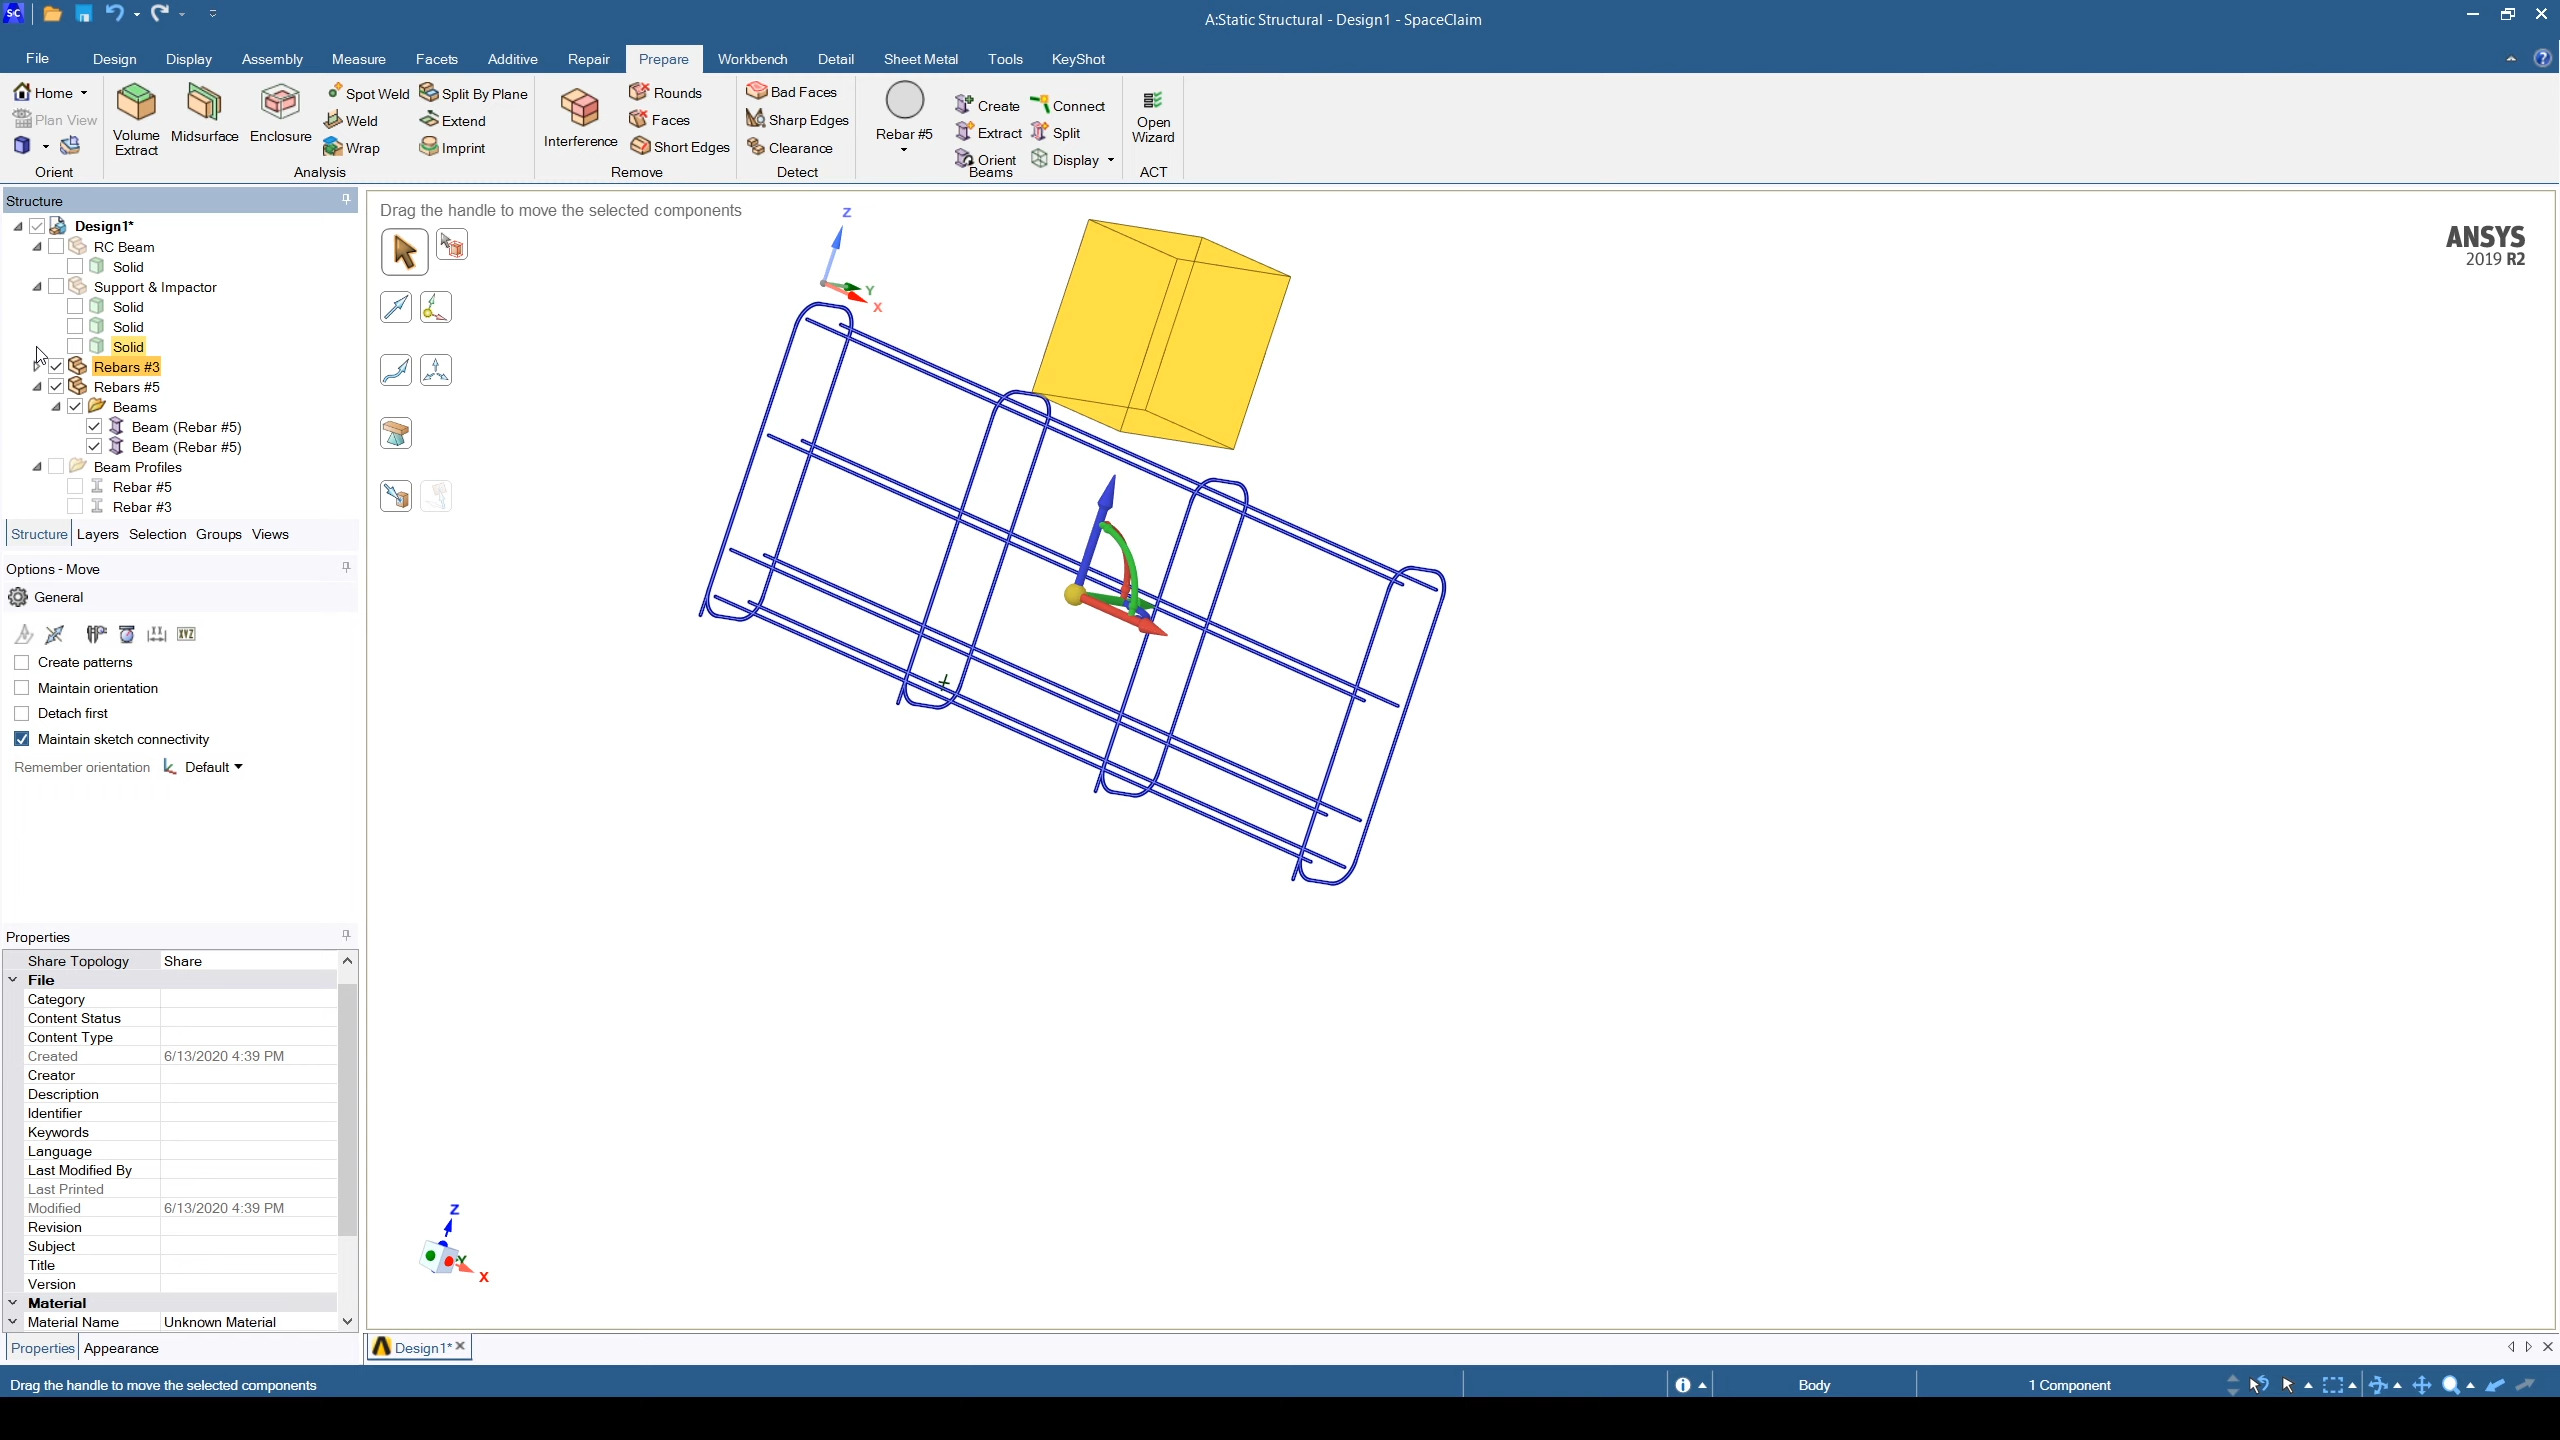 SC
A:Static Structural - Design1 - SpaceClaim
File Design Display Assembly Measure Facets Additive Repair Prepare Workbench Detail Sheet Metal Tools KeyShot
Home
Plan View
Orient
Volume Extract
Midsurface
Enclosure
Spot Weld
Weld
Wrap
Split By Plane
Extend
Imprint
Analysis
Interference
Rounds
Faces
Short Edges
Remove
Bad Faces
Sharp Edges
Clearance
Detect
Rebar #5
Create
Extract
Orient
Connect
Split
Display
Beams
Open Wizard
ACT
Structure
Design1*
RC Beam
Solid
Support & Impactor
Solid
Solid
Solid
Rebars #3
Rebars #5
Beams
Beam (Rebar #5)
Beam (Rebar #5)
Beam Profiles
Rebar #5
Rebar #3
Structure Layers Selection Groups Views
Options - Move
General
XYZ
Create patterns
Maintain orientation
Detach first
Maintain sketch connectivity
Remember orientation Default
Properties
Share Topology Share
File
Category
Content Status
Content Type
Created 6/13/2020 4:39 PM
Creator
Description
Identifier
Keywords
Language
Last Modified By
Last Printed
Modified 6/13/2020 4:39 PM
Revision
Subject
Title
Version
Material
Material Name Unknown Material
Properties Appearance
Drag the handle to move the selected components
Z
Y
X
ANSYS
2019 R2
Z
Y
X
Design1*
Drag the handle to move the selected components
Body
1 Component